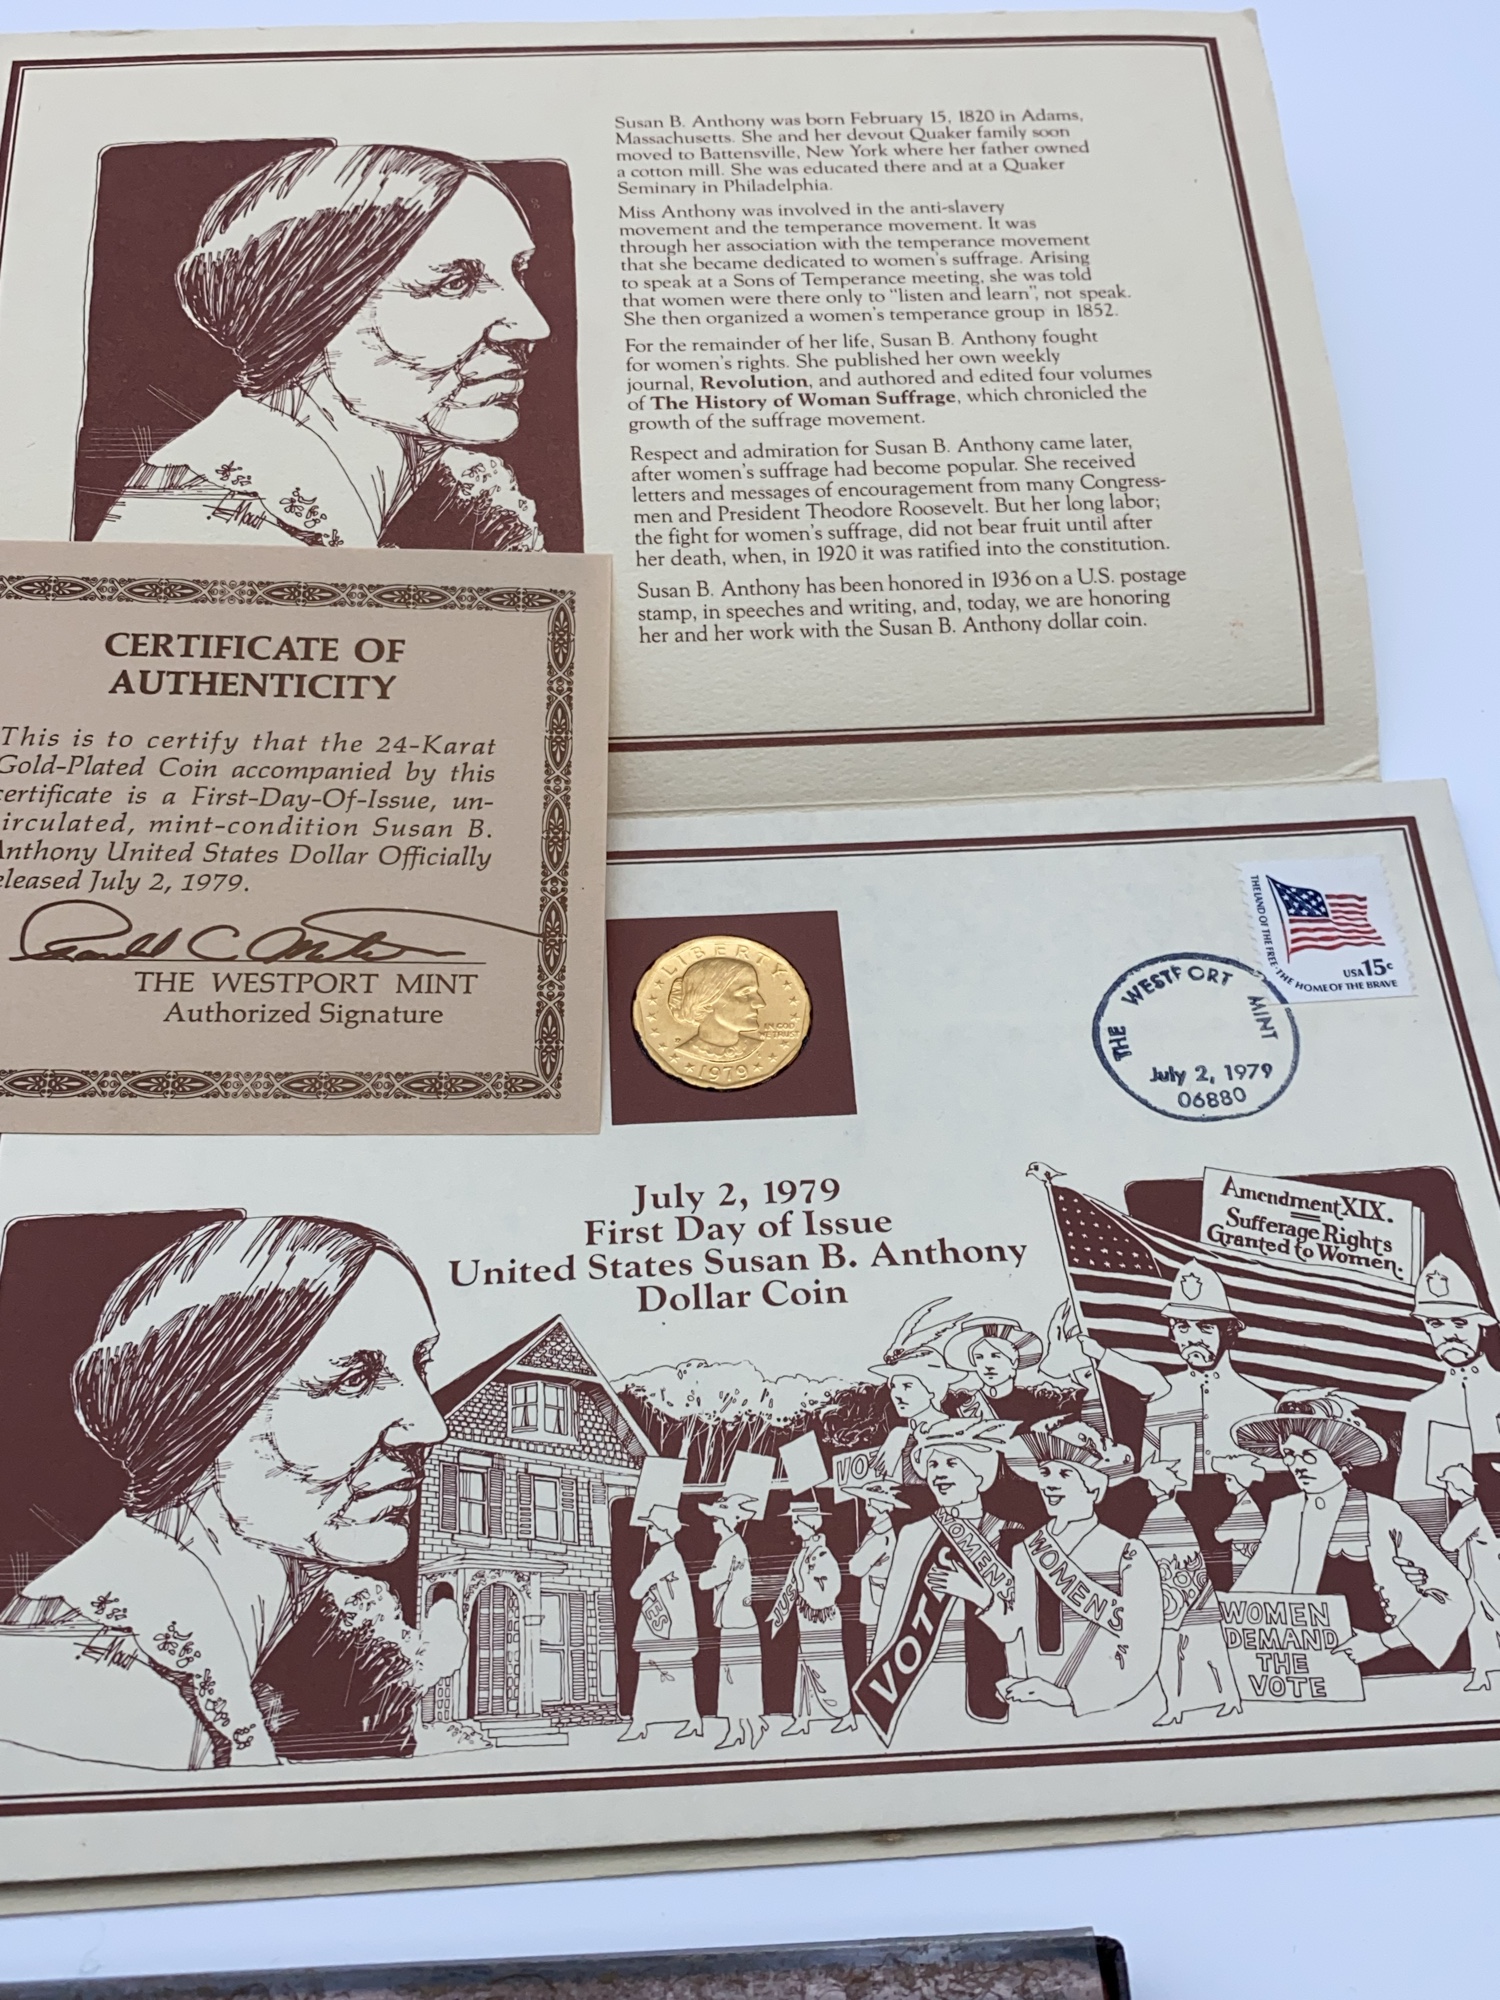 Susan B. Anthony was born February 15, 1820 in Adams,
Massachusetts. She and her devout Quaker family soon
moved to Battensville, New York where her father owned
a cotton mill. She was educated there and at a Quaker
Seminary in Philadelphia.
Miss Anthony was involved in the anti-slavery
movement and the temperance movement. It was
through her association with the temperance movement
that she became dedicated to women's suffrage. Arising
to speak at a Sons of Temperance meeting, she was told
that women were there only to "listen and learn", not speak.
She then organized a women's temperance group in 1852.
For the remainder of her life, Susan B. Anthony fought
for women's rights. She published her own weekly
journal, Revolution, and authored and edited four volumes
of The History of Woman Suffrage, which chronicled the
growth of the suffrage movement.
Respect and admiration for Susan B. Anthony came later,
after women's suffrage had become popular. She received
letters and messages of encouragement from many Congress-
men and President Theodore Roosevelt. But her long labor;
the fight for women's suffrage, did not bear fruit until after
her death, when, in 1920 it was ratified into the constitution.
Susan B. Anthony has been honored in 1936 on a U.S. postage
stamp, in speeches and writing, and, today, we are honoring
her and her work with the Susan B. Anthony dollar coin.
CERTIFICATE OF
AUTHENTICITY
This is to certify that the 24-Karat
Gold-Plated Coin accompanied by this
certificate is a First-Day-Of-Issue, un-
irculated, mint-condition Susan B.
Anthony United States Dollar Officially
eleased July 2, 1979.
THE WESTPORT MINT
Authorized Signature
LIBERTY
IN GOD
WE TRUST
1979
THE LAND OF THE FREE · THE HOME OF THE BRAVE
USA 15c
THE WESTPORT MINT
July 2, 1979
06880
July 2, 1979
First Day of Issue
United States Susan B. Anthony
Dollar Coin
Amendment XIX.
Sufferage Rights
Granted to Women.
VOTE
WOMEN'S
WOMEN'S
VOTE
YES
JUS
WOMEN
DEMAND
THE
VOTE